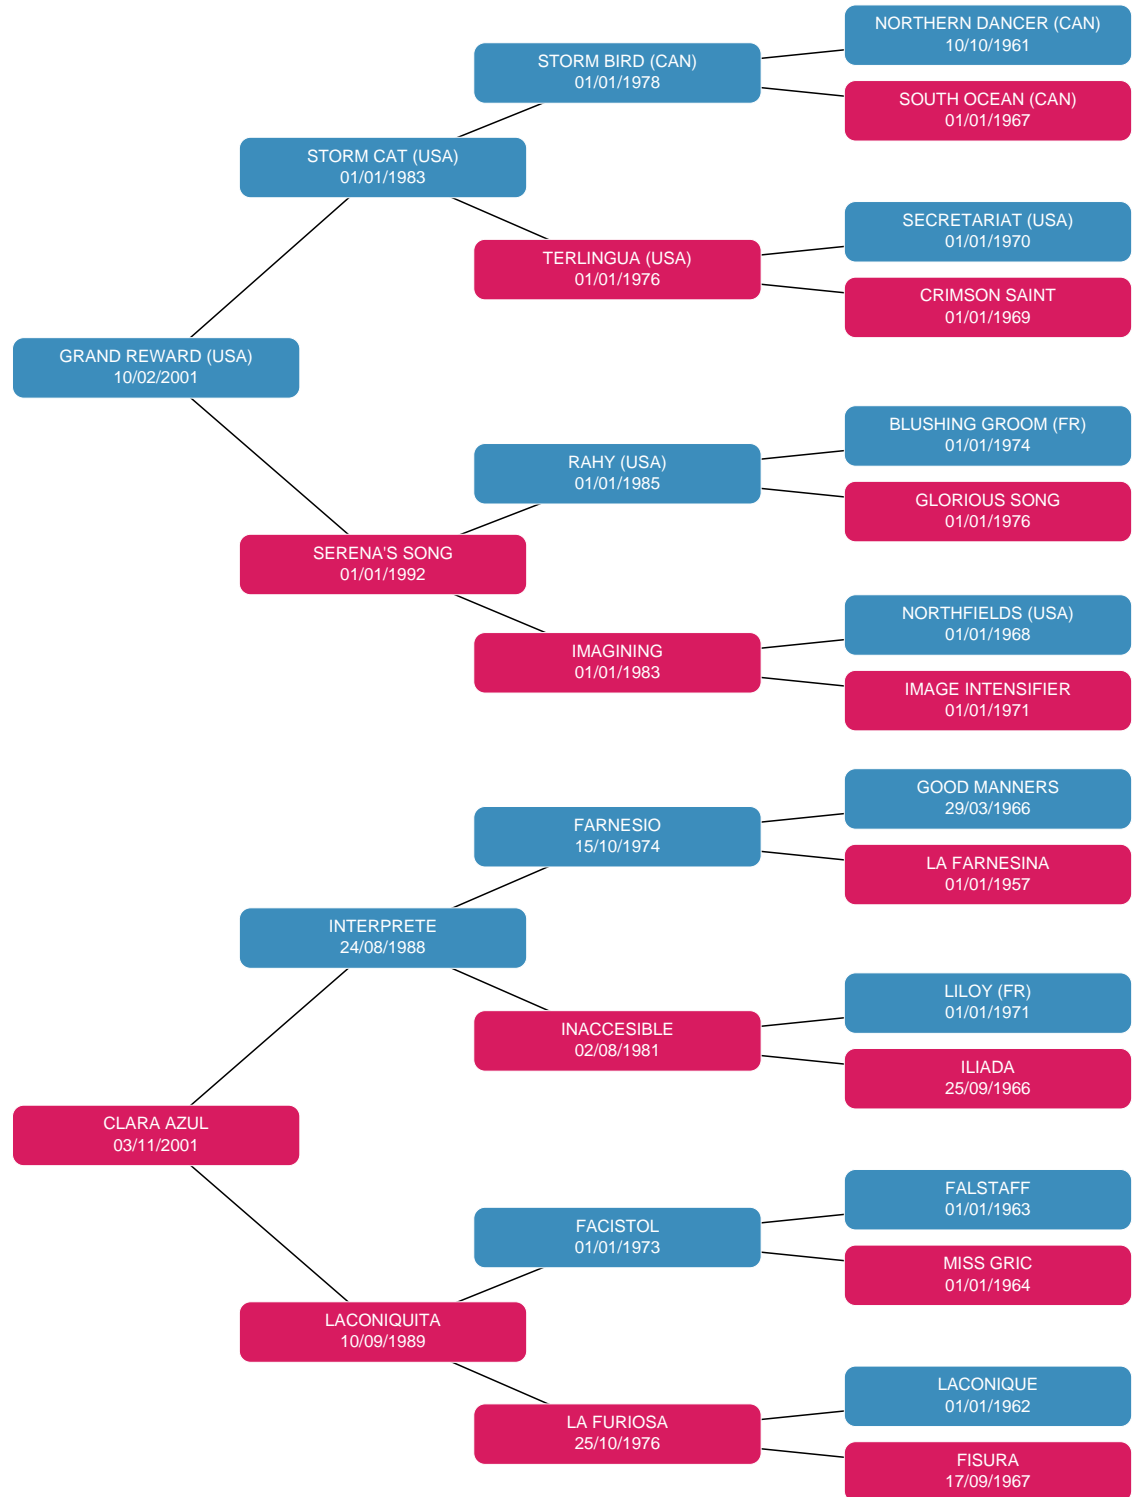 NORTHERN DANCER (CAN)
10/10/1961
STORM BIRD (CAN)
01/01/1978
SOUTH OCEAN (CAN)
01/01/1967
STORM CAT (USA)
01/01/1983
SECRETARIAT (USA)
01/01/1970
TERLINGUA (USA)
01/01/1976
CRIMSON SAINT
01/01/1969
GRAND REWARD (USA)
10/02/2001
BLUSHING GROOM (FR)
01/01/1974
RAHY (USA)
01/01/1985
GLORIOUS SONG
01/01/1976
SERENA'S SONG
01/01/1992
NORTHFIELDS (USA)
01/01/1968
IMAGINING
01/01/1983
IMAGE INTENSIFIER
01/01/1971
GOOD MANNERS
29/03/1966
FARNESIO
15/10/1974
LA FARNESINA
01/01/1957
INTERPRETE
24/08/1988
LILOY (FR)
01/01/1971
INACCESIBLE
02/08/1981
ILIADA
25/09/1966
CLARA AZUL
03/11/2001
FALSTAFF
01/01/1963
FACISTOL
01/01/1973
MISS GRIC
01/01/1964
LACONIQUITA
10/09/1989
LACONIQUE
01/01/1962
LA FURIOSA
25/10/1976
FISURA
17/09/1967